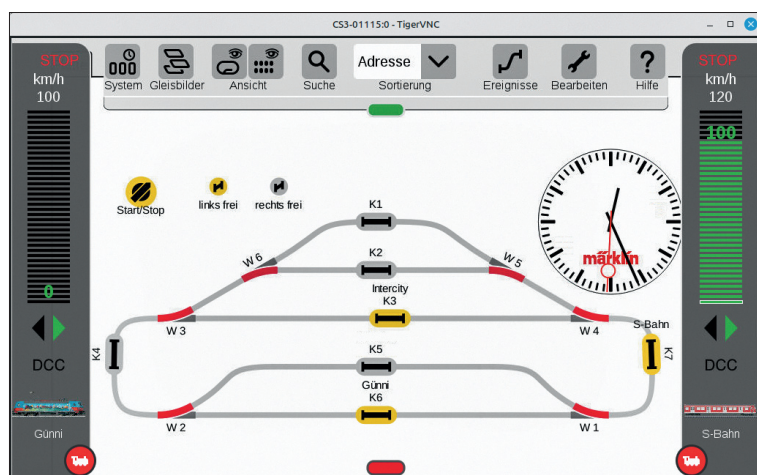 CS3-01115:0 - TigerVNC
STOP
km/h
100
0
DCC
Günni
System
Gleisbilder
Ansicht
Suche
Adresse
Sortierung
Ereignisse
Bearbeiten
?
Hilfe
STOP
km/h
120
100
DCC
S-Bahn
Start/Stop
links frei
rechts frei
märklin
K1
K2
W 6
W 5
Intercity
K3
W 3
W 4
S-Bahn
K4
K5
K7
Günni
K6
W 2
W 1